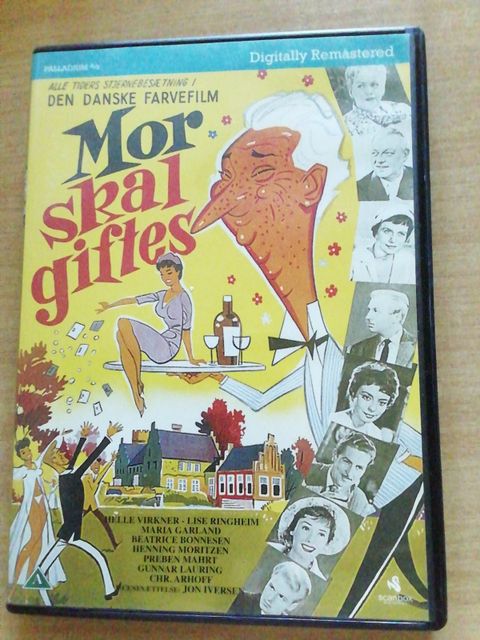 PALLADIUM A/S
Digitally Remastered
ALLE TIDERS STJERNEBESÆTNING I
DEN DANSKE FARVEFILM
Mor
skal
giftes
HELLE VIRKNER - LISE RINGHEIM
MARIA GARLAND
BEATRICE BONNESEN
HENNING MORITZEN
PREBEN MAHRT
GUNNAR LAURING
CHR. ARHOFF
ICENESÆTTELSE: JON IVERSEN
A
scanbox